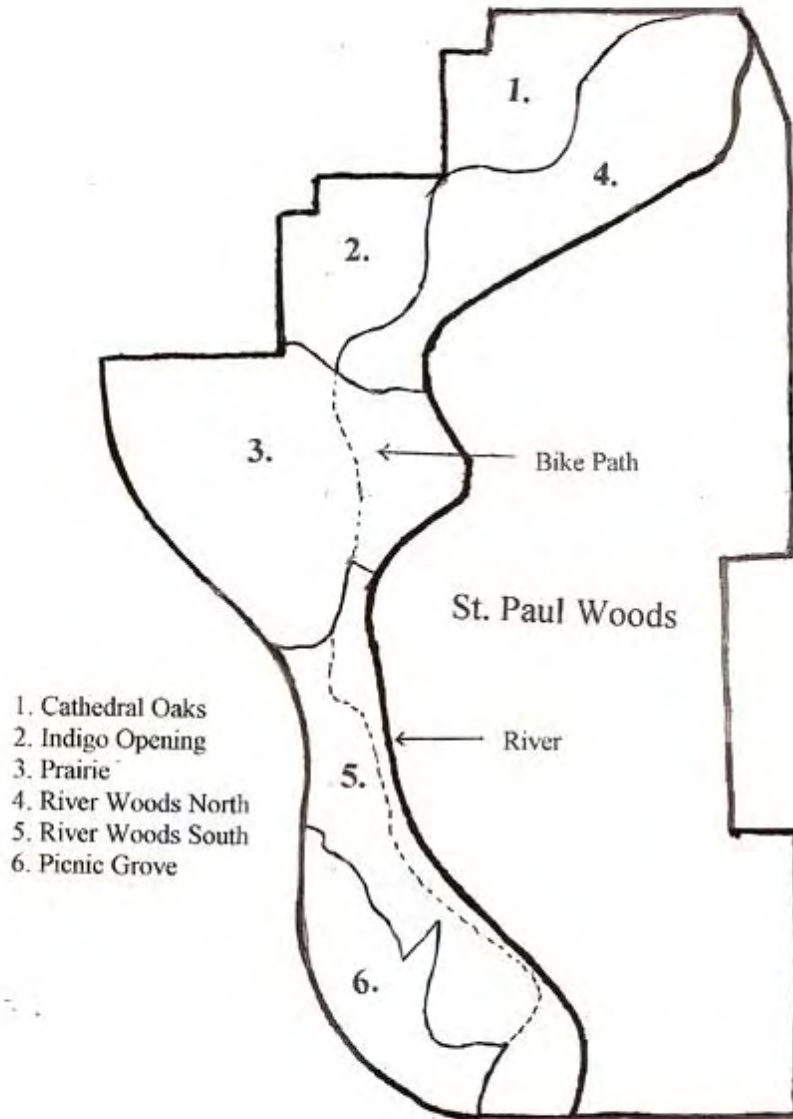 1.
4.
2.
3.
Bike Path
St. Paul Woods
1. Cathedral Oaks
2. Indigo Opening
3. Prairie
4. River Woods North
5. River Woods South
6. Picnic Grove
River
5.
6.